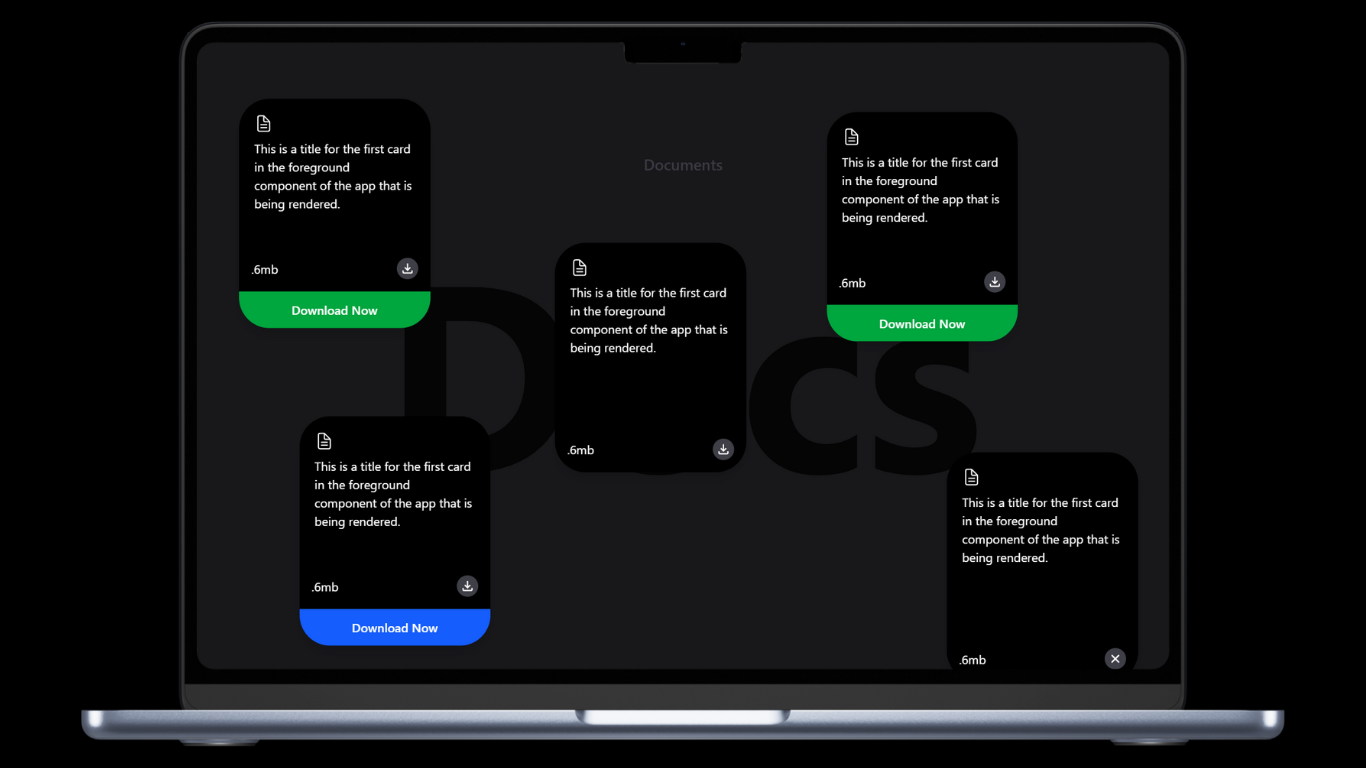 Documents
Docs
This is a title for the first card
in the foreground
component of the app that is
being rendered.
.6mb
Download Now
This is a title for the first card
in the foreground
component of the app that is
being rendered.
.6mb
Download Now
This is a title for the first card
in the foreground
component of the app that is
being rendered.
.6mb
This is a title for the first card
in the foreground
component of the app that is
being rendered.
.6mb
Download Now
This is a title for the first card
in the foreground
component of the app that is
being rendered.
.6mb